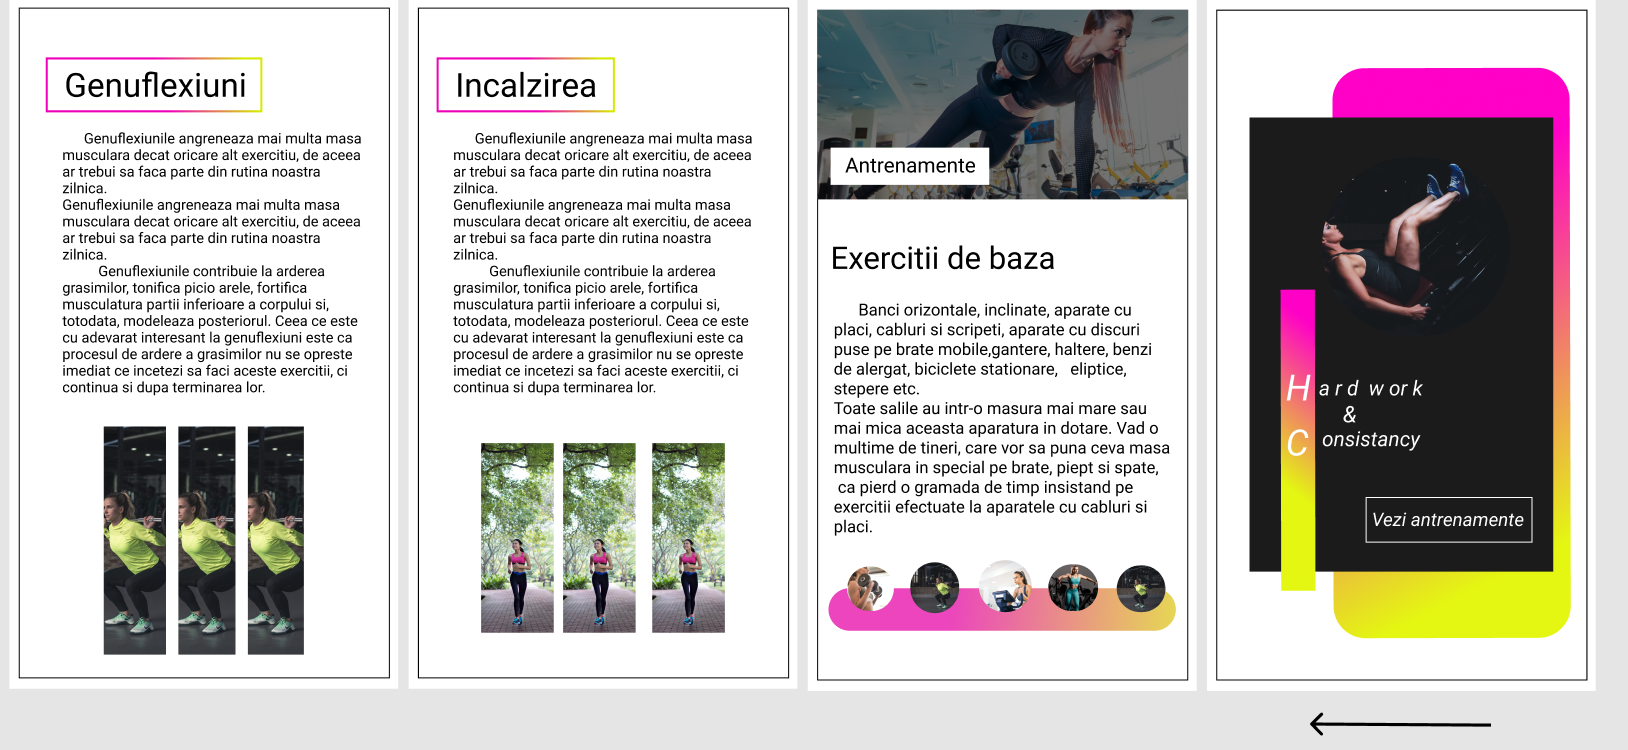 Genuflexiuni
Genuflexiunile angreneaza mai multa masa
musculara decat oricare alt exercitiu, de aceea
ar trebui sa faca parte din rutina noastra
zilnica.
Genuflexiunile angreneaza mai multa masa
musculara decat oricare alt exercitiu, de aceea
ar trebui sa faca parte din rutina noastra
zilnica.
Genuflexiunile contribuie la arderea
grasimilor, tonifica picio arele, fortifica
musculatura partii inferioare a corpului si,
totodata, modeleaza posteriorul. Ceea ce este
cu adevarat interesant la genuflexiuni este ca
procesul de ardere a grasimilor nu se opreste
imediat ce incetezi sa faci aceste exercitii, ci
continua si dupa terminarea lor.
Incalzirea
Genuflexiunile angreneaza mai multa masa
musculara decat oricare alt exercitiu, de aceea
ar trebui sa faca parte din rutina noastra
zilnica.
Genuflexiunile angreneaza mai multa masa
musculara decat oricare alt exercitiu, de aceea
ar trebui sa faca parte din rutina noastra
zilnica.
Genuflexiunile contribuie la arderea
grasimilor, tonifica picio arele, fortifica
musculatura partii inferioare a corpului si,
totodata, modeleaza posteriorul. Ceea ce este
cu adevarat interesant la genuflexiuni este ca
procesul de ardere a grasimilor nu se opreste
imediat ce incetezi sa faci aceste exercitii, ci
continua si dupa terminarea lor.
Antrenamente
Exercitii de baza
Banci orizontale, inclinate, aparate cu
placi, cabluri si scripeti, aparate cu discuri
puse pe brate mobile,gantere, haltere, benzi
de alergat, biciclete stationare, eliptice,
stepere etc.
Toate salile au intr-o masura mai mare sau
mai mica aceasta aparatura in dotare. Vad o
multime de tineri, care vor sa puna ceva masa
musculara in special pe brate, piept si spate,
ca pierd o gramada de timp insistand pe
exercitii efectuate la aparatele cu cabluri si
placi.
Hard work
&
Consistancy
Vezi antrenamente